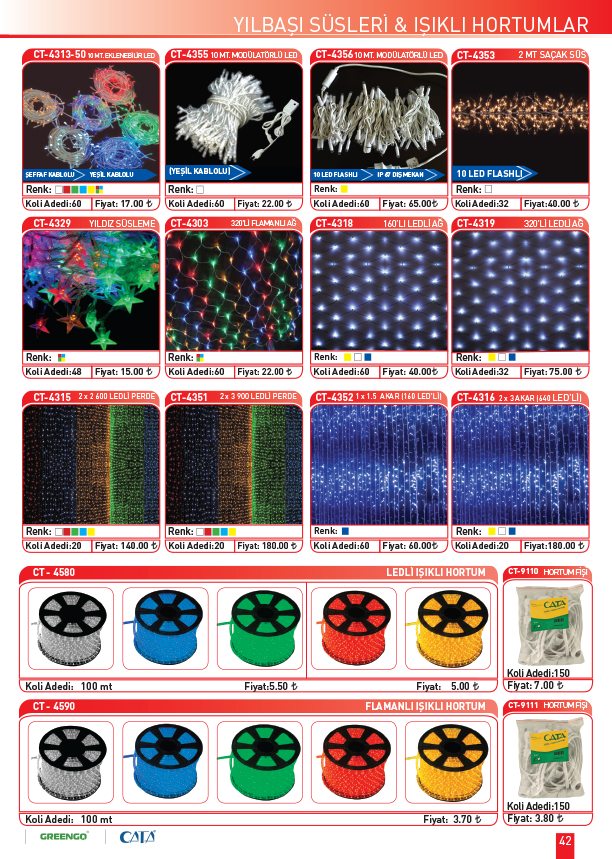 YILBAŞI SÜSLERİ & IŞIKLI HORTUMLAR
CT-4313-50 10 MT. EKLENEBİLİR LED
ŞEFFAF KABLOLU YEŞİL KABLOLU
Renk:
Koli Adedi:60 Fiyat: 17.00 ₺
CT-4355 10 MT. MODÜLATÖRLÜ LED
(YEŞİL KABLOLU)
Renk:
Koli Adedi:60 Fiyat: 22.00 ₺
CT-4356 10 MT. MODÜLATÖRLÜ LED
10 LED FLASHLI IP 67 DIŞ MEKAN
Renk:
Koli Adedi:60 Fiyat: 65.00₺
CT-4353 2 MT SAÇAK SÜS
10 LED FLASHLİ
Renk:
Koli Adedi:32 Fiyat:40.00 ₺
CT-4329 YILDIZ SÜSLEME
Renk:
Koli Adedi:48 Fiyat: 15.00 ₺
CT-4303 320'Lİ FLAMANLI AĞ
Renk:
Koli Adedi:60 Fiyat: 22.00 ₺
CT-4318 160'Lİ LEDLİ AĞ
Renk:
Koli Adedi:60 Fiyat: 40.00₺
CT-4319 320'Lİ LEDLİ AĞ
Renk:
Koli Adedi:32 Fiyat: 75.00 ₺
CT-4315 2 x 2 600 LEDLİ PERDE
Renk:
Koli Adedi:20 Fiyat: 140.00 ₺
CT-4351 2 x 3 900 LEDLİ PERDE
Renk:
Koli Adedi:20 Fiyat: 180.00 ₺
CT-4352 1 x 1.5 AKAR (160 LED'Lİ)
Renk:
Koli Adedi:60 Fiyat: 60.00₺
CT-4316 2 x 3 AKAR (640 LED'Lİ)
Renk:
Koli Adedi:20 Fiyat:180.00 ₺
CT - 4580 LEDLİ IŞIKLI HORTUM
Koli Adedi: 100 mt Fiyat:5.50 ₺ Fiyat: 5.00 ₺
CT-9110 HORTUM FİŞİ
CATA
Koli Adedi:150
Fiyat: 7.00 ₺
CT - 4590 FLAMANLI IŞIKLI HORTUM
Koli Adedi: 100 mt Fiyat: 3.70 ₺
CT-9111 HORTUM FİŞİ
CATA
Koli Adedi:150
Fiyat: 3.80 ₺
GREENGO CATA
42